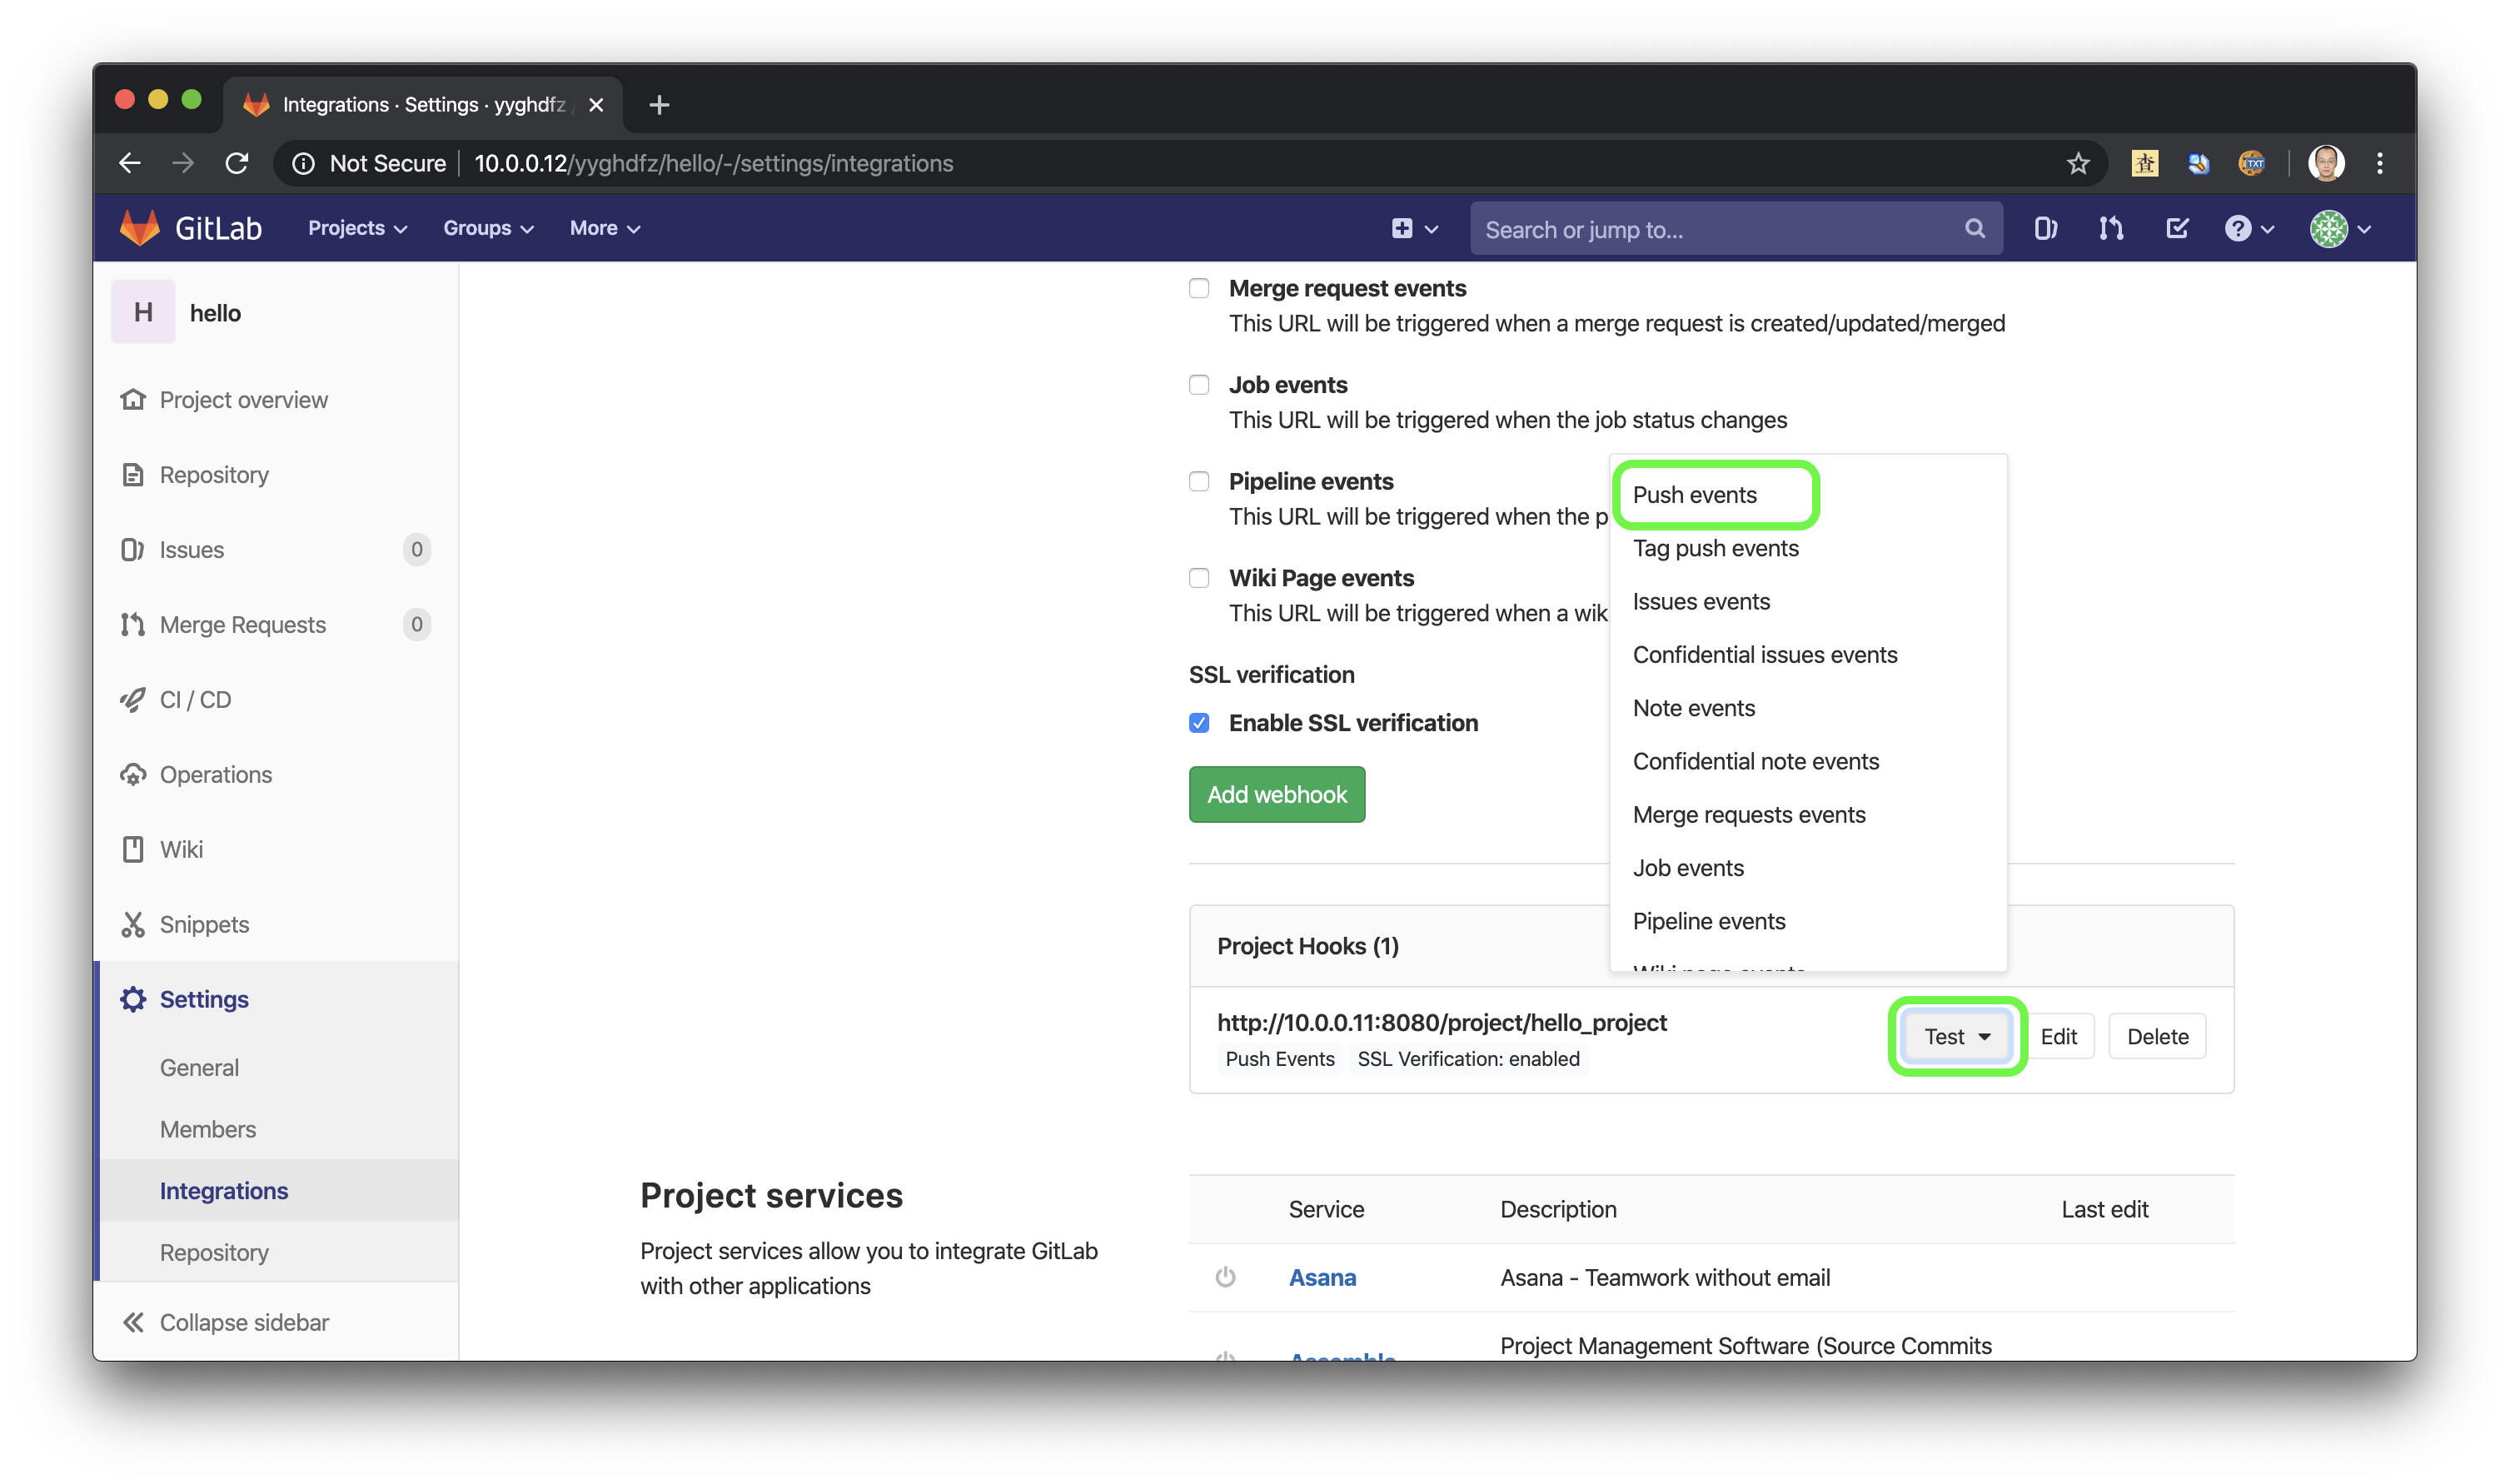 Integrations · Settings · yyghdfz
Not Secure 10.0.0.12/yyghdfz/hello/-/settings/integrations
查
TXT
GitLab Projects Groups More Search or jump to...
H hello
Project overview
Repository
Issues 0
Merge Requests 0
CI / CD
Operations
Wiki
Snippets
Settings
General
Members
Integrations
Repository
Collapse sidebar
Merge request events
This URL will be triggered when a merge request is created/updated/merged
Job events
This URL will be triggered when the job status changes
Pipeline events
This URL will be triggered when the p
Wiki Page events
This URL will be triggered when a wik
SSL verification
Enable SSL verification
Add webhook
Push events
Tag push events
Issues events
Confidential issues events
Note events
Confidential note events
Merge requests events
Job events
Pipeline events
Wiki page events
Project Hooks (1)
http://10.0.0.11:8080/project/hello_project
Push Events SSL Verification: enabled
Test Edit Delete
Project services
Project services allow you to integrate GitLab
with other applications
Service Description Last edit
Asana Asana - Teamwork without email
Project Management Software (Source Commits